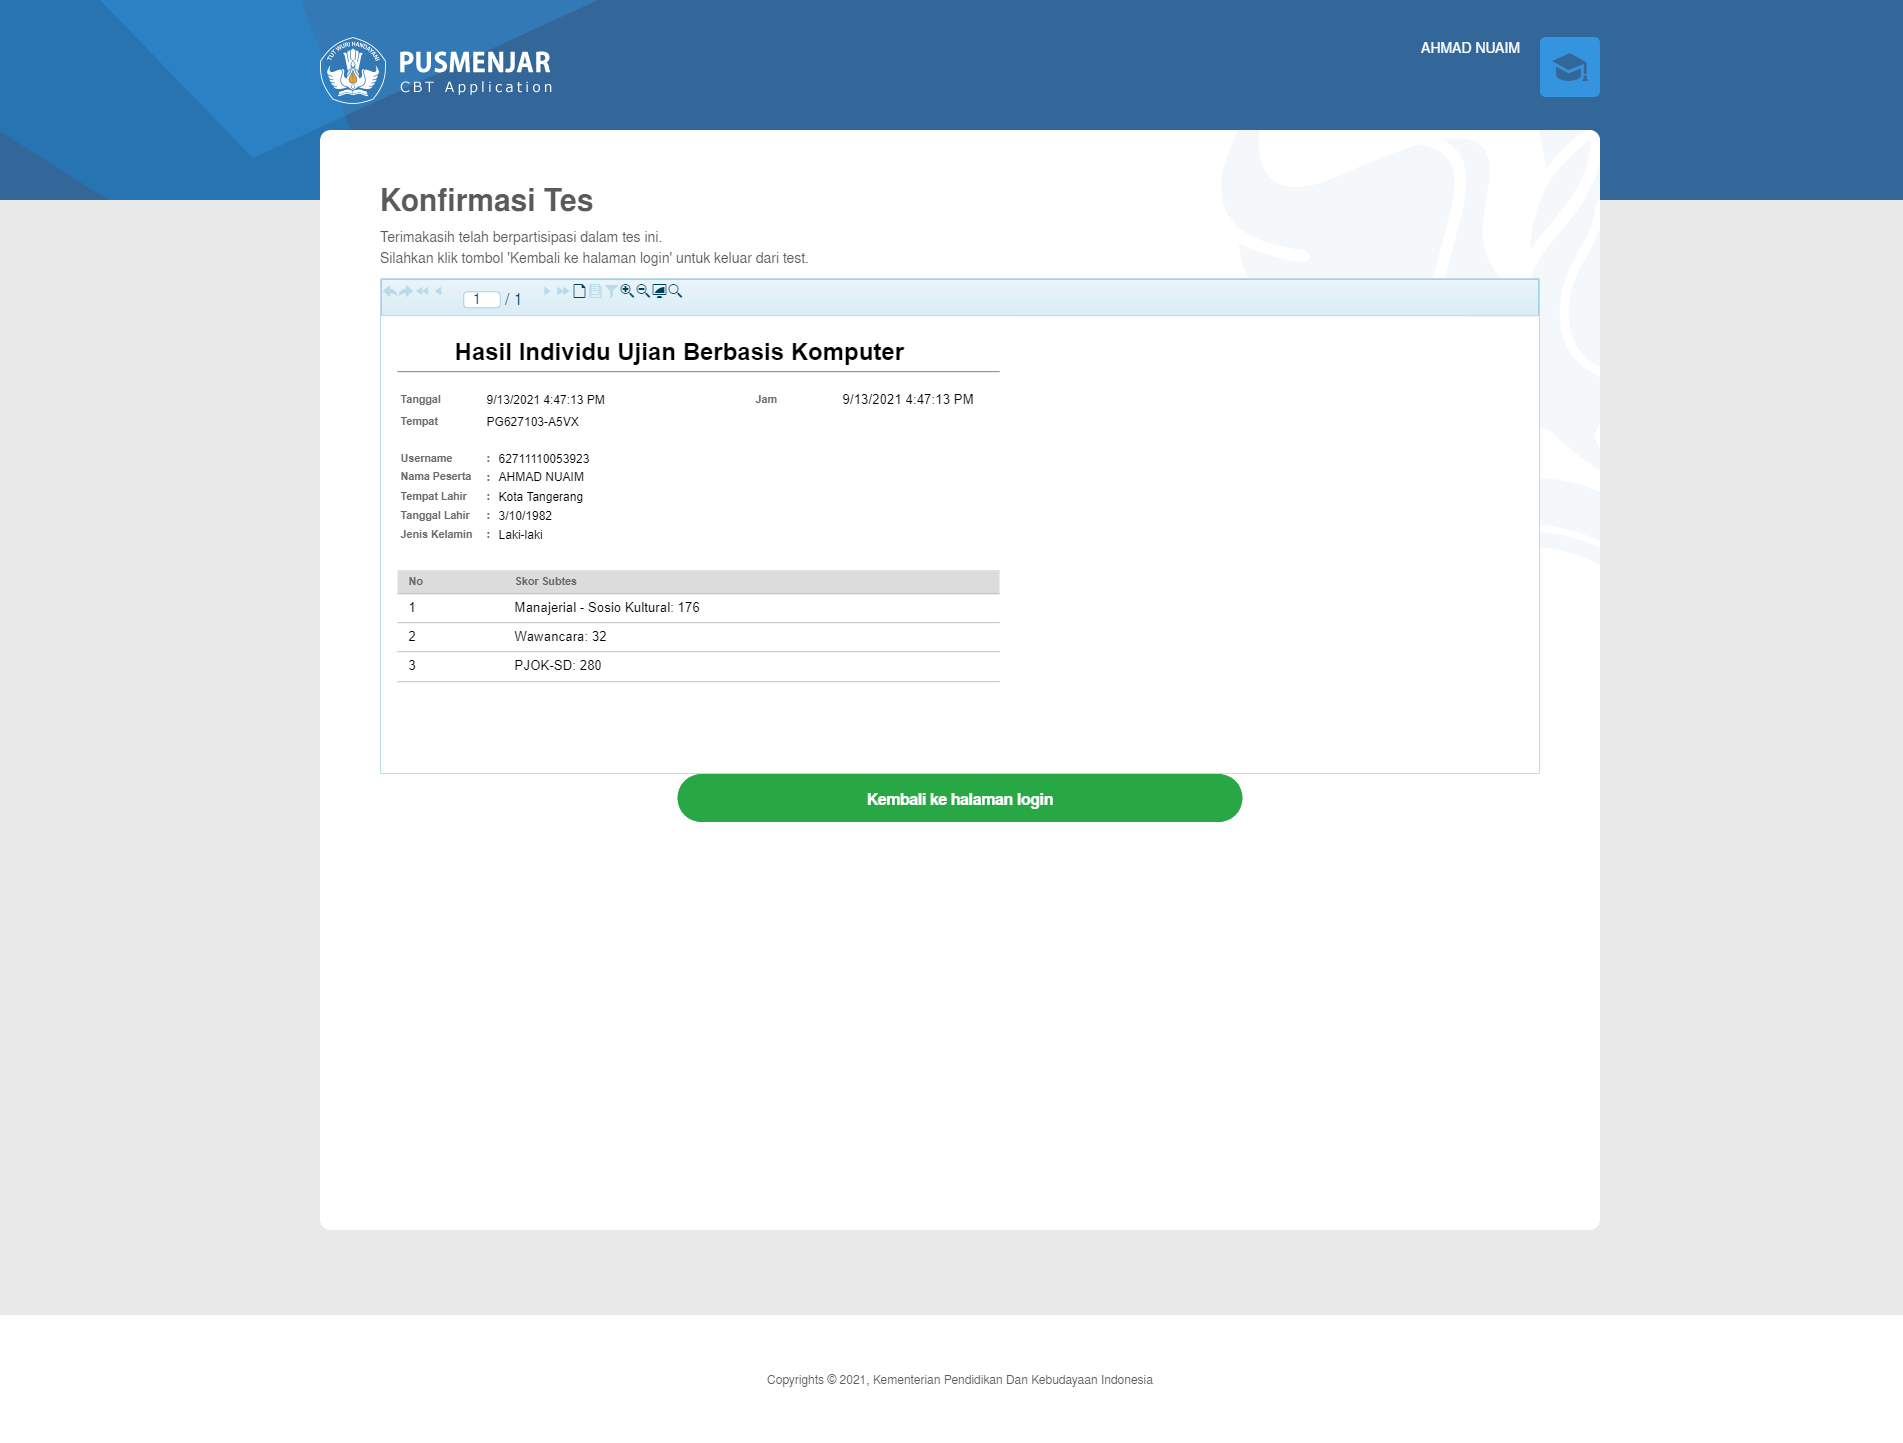 TUT WURI HANDAYANI
PUSMENJAR
CBT Application
AHMAD NUAIM
Konfirmasi Tes
Terimakasih telah berpartisipasi dalam tes ini.
Silahkan klik tombol 'Kembali ke halaman login' untuk keluar dari test.
1 / 1
Hasil Individu Ujian Berbasis Komputer
Tanggal 9/13/2021 4:47:13 PM Jam 9/13/2021 4:47:13 PM
Tempat PG627103-A5VX
Username : 62711110053923
Nama Peserta : AHMAD NUAIM
Tempat Lahir : Kota Tangerang
Tanggal Lahir : 3/10/1982
Jenis Kelamin : Laki-laki
No Skor Subtes
1 Manajerial - Sosio Kultural: 176
2 Wawancara: 32
3 PJOK-SD: 280
Kembali ke halaman login
Copyrights © 2021, Kementerian Pendidikan Dan Kebudayaan Indonesia